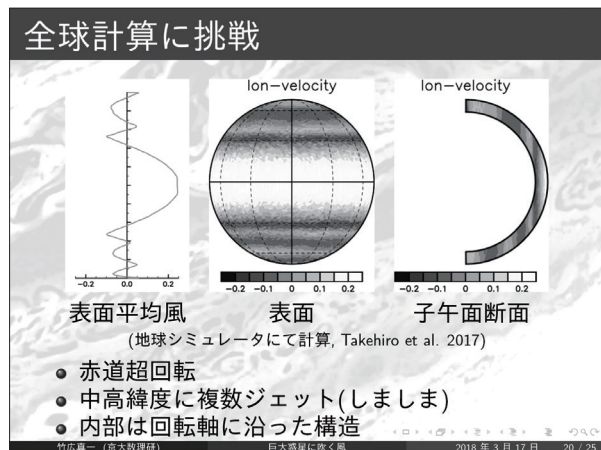 全球計算に挑戦
lon−velocity
lon−velocity
−0.2 0.0 0.2
−0.2 −0.1 0 0.1 0.2
−0.2 −0.1 0 0.1 0.2
表面平均風
表面
子午面断面
(地球シミュレータにて計算, Takehiro et al. 2017)
赤道超回転
中高緯度に複数ジェット(しましま)
内部は回転軸に沿った構造
竹広真一 (京大数理研) 巨大惑星に吹く風 2018 年 3 月 17 日 20 / 25